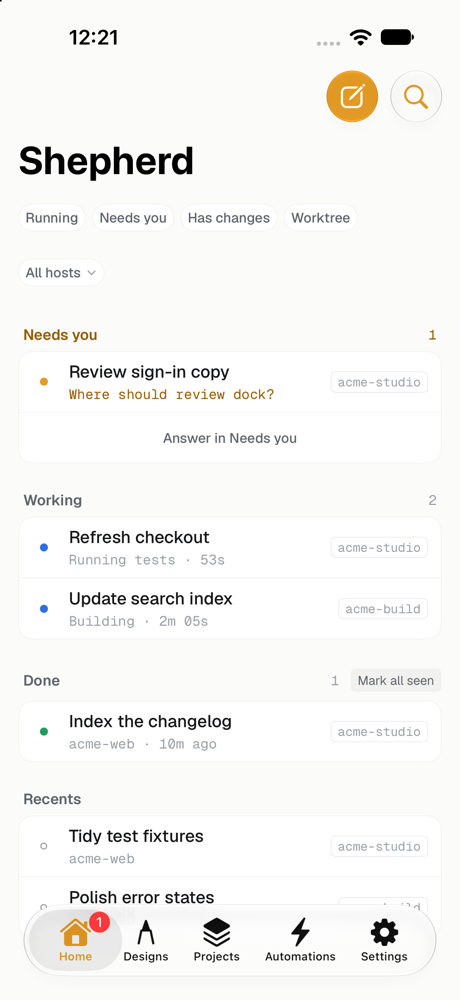 12:21
Shepherd
Running
Needs you
Has changes
Worktree
All hosts
Needs you 1
Review sign-in copy
Where should review dock?
acme-studio
Answer in Needs you
Working 2
Refresh checkout
Running tests · 53s
acme-studio
Update search index
Building · 2m 05s
acme-build
Done 1 Mark all seen
Index the changelog
acme-web · 10m ago
acme-studio
Recents
Tidy test fixtures
acme-web
acme-studio
Polish error states
1
Home
Designs
Projects
Automations
Settings